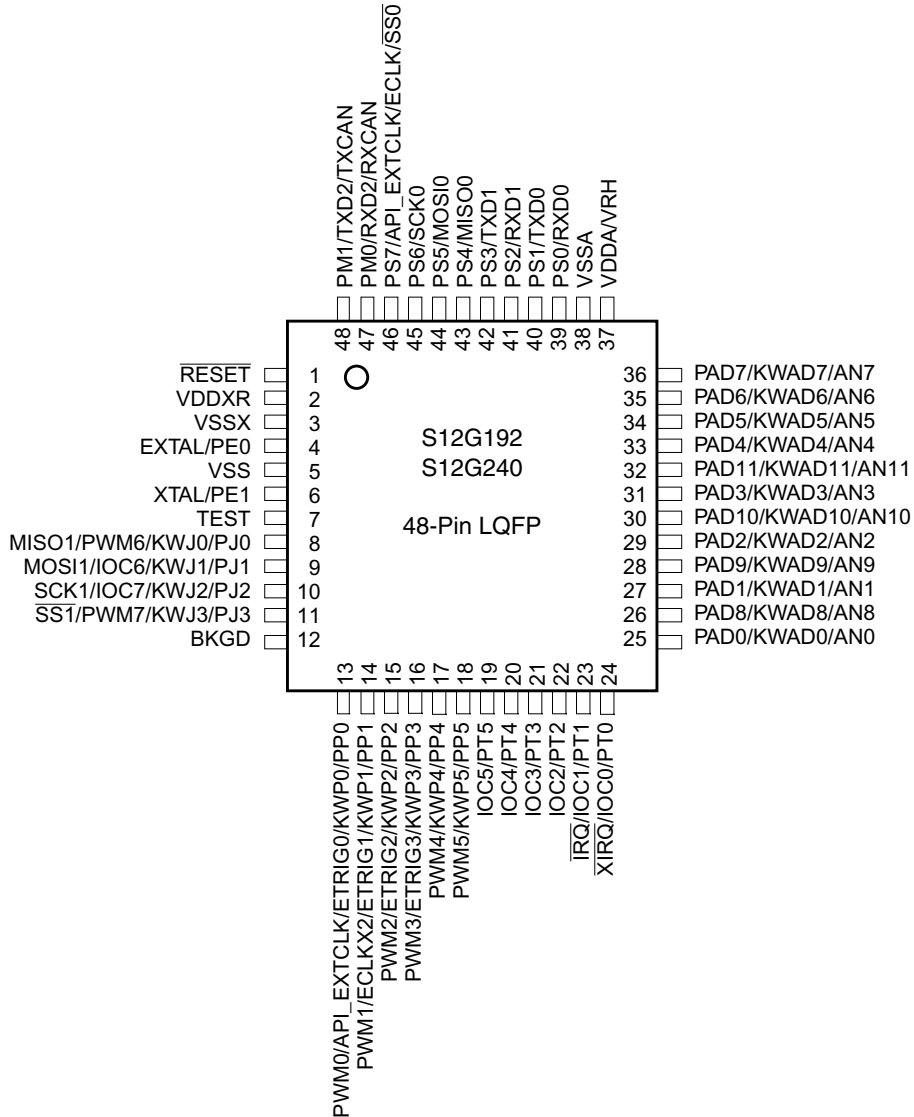 PM1/TXD2/TXCAN
PM0/RXD2/RXCAN
PS7/API_EXTCLK/ECLK/S̅S̅0̅
PS6/SCK0
PS5/MOSI0
PS4/MISO0
PS3/TXD1
PS2/RXD1
PS1/TXD0
PS0/RXD0
VSSA
VDDA/VRH
48
47
46
45
44
43
42
41
40
39
38
37
R̅E̅S̅E̅T̅ 1
VDDXR 2
VSSX 3
EXTAL/PE0 4
VSS 5
XTAL/PE1 6
TEST 7
MISO1/PWM6/KWJ0/PJ0 8
MOSI1/IOC6/KWJ1/PJ1 9
SCK1/IOC7/KWJ2/PJ2 10
S̅S̅1̅/PWM7/KWJ3/PJ3 11
BKGD 12
S12G192
S12G240
48-Pin LQFP
36 PAD7/KWAD7/AN7
35 PAD6/KWAD6/AN6
34 PAD5/KWAD5/AN5
33 PAD4/KWAD4/AN4
32 PAD11/KWAD11/AN11
31 PAD3/KWAD3/AN3
30 PAD10/KWAD10/AN10
29 PAD2/KWAD2/AN2
28 PAD9/KWAD9/AN9
27 PAD1/KWAD1/AN1
26 PAD8/KWAD8/AN8
25 PAD0/KWAD0/AN0
13
14
15
16
17
18
19
20
21
22
23
24
PWM0/API_EXTCLK/ETRIG0/KWP0/PP0
PWM1/ECLKX2/ETRIG1/KWP1/PP1
PWM2/ETRIG2/KWP2/PP2
PWM3/ETRIG3/KWP3/PP3
PWM4/KWP4/PP4
PWM5/KWP5/PP5
IOC5/PT5
IOC4/PT4
IOC3/PT3
IOC2/PT2
I̅R̅Q̅/IOC1/PT1
X̅I̅R̅Q̅/IOC0/PT0